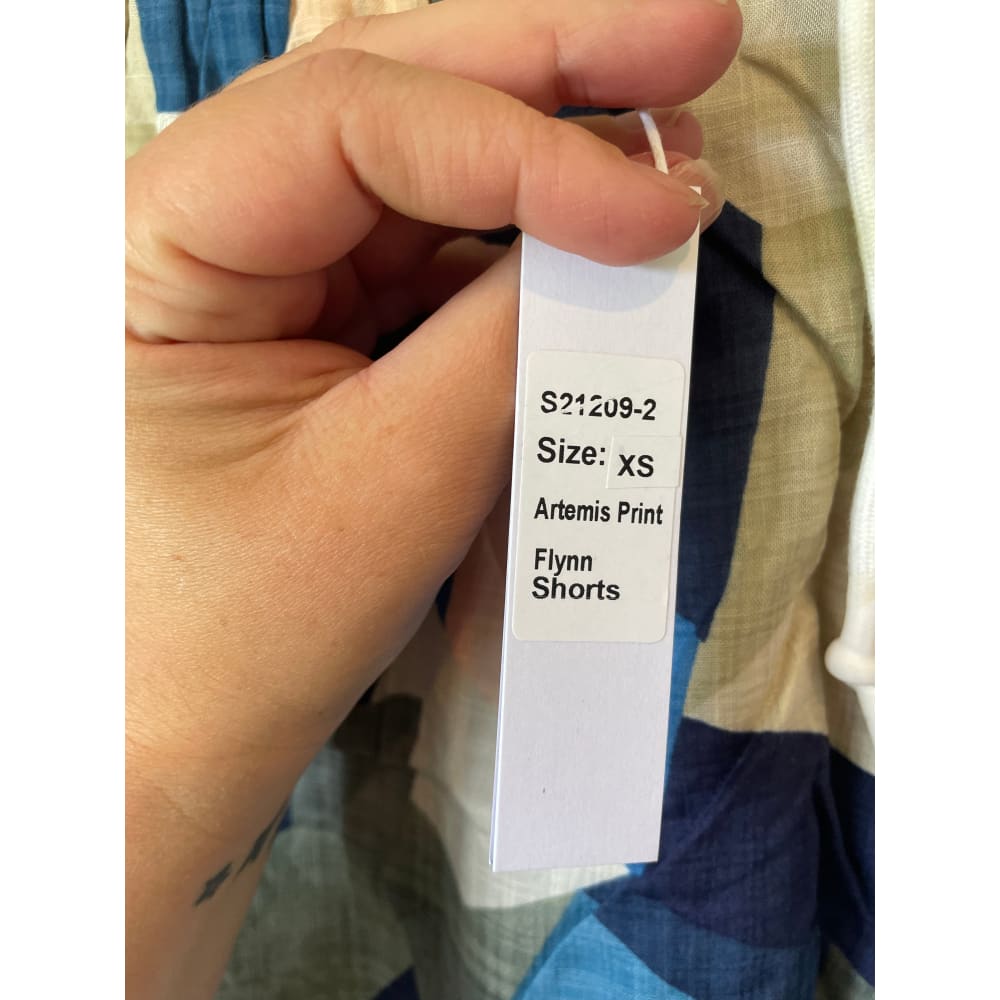 S21209-2
Size: XS
Artemis Print
Flynn
Shorts